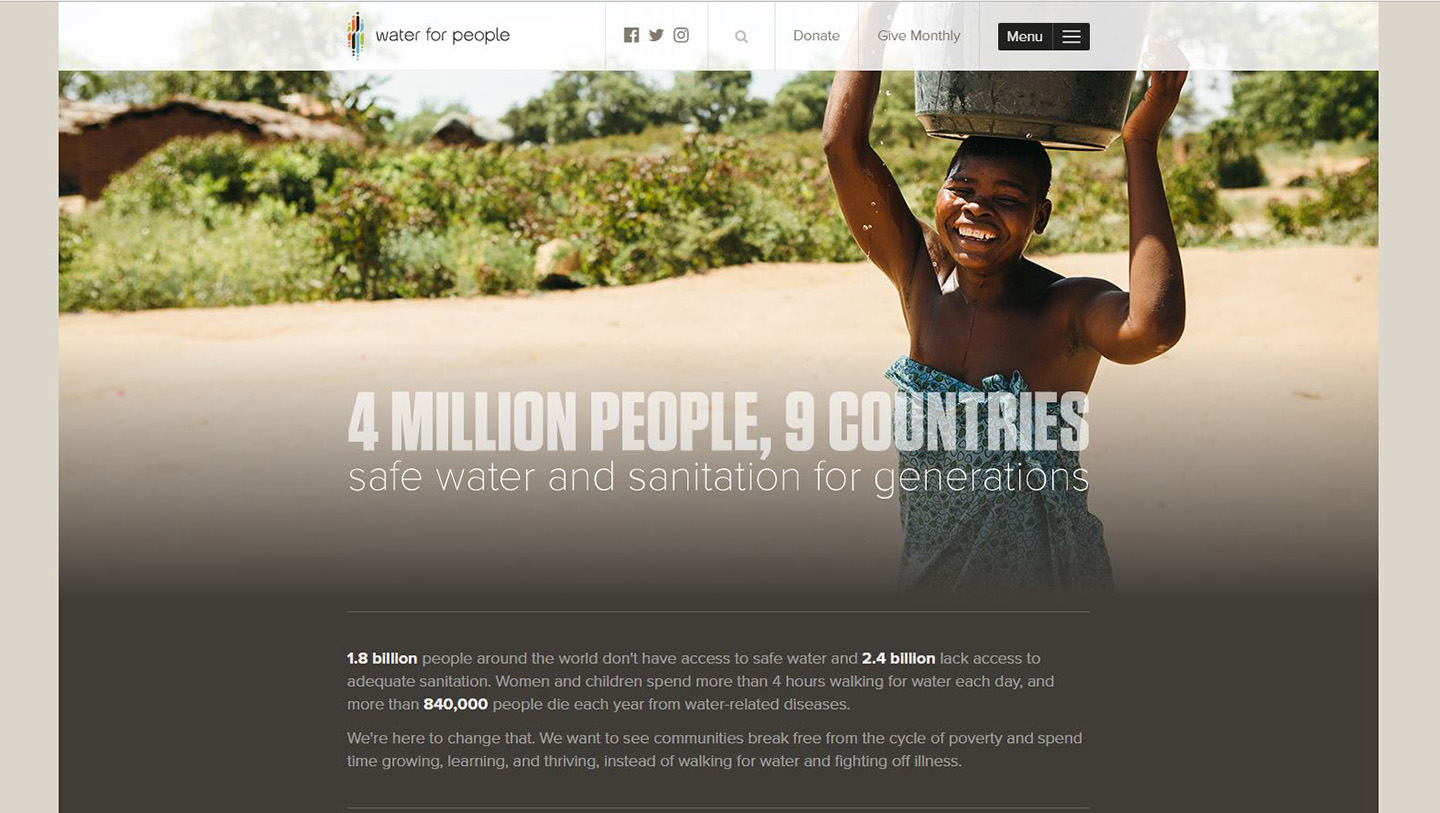 water for people
Donate
Give Monthly
Menu
4 MILLION PEOPLE, 9 COUNTRIES
safe water and sanitation for generations
1.8 billion people around the world don't have access to safe water and 2.4 billion lack access to
adequate sanitation. Women and children spend more than 4 hours walking for water each day, and
more than 840,000 people die each year from water-related diseases.
We're here to change that. We want to see communities break free from the cycle of poverty and spend
time growing, learning, and thriving, instead of walking for water and fighting off illness.